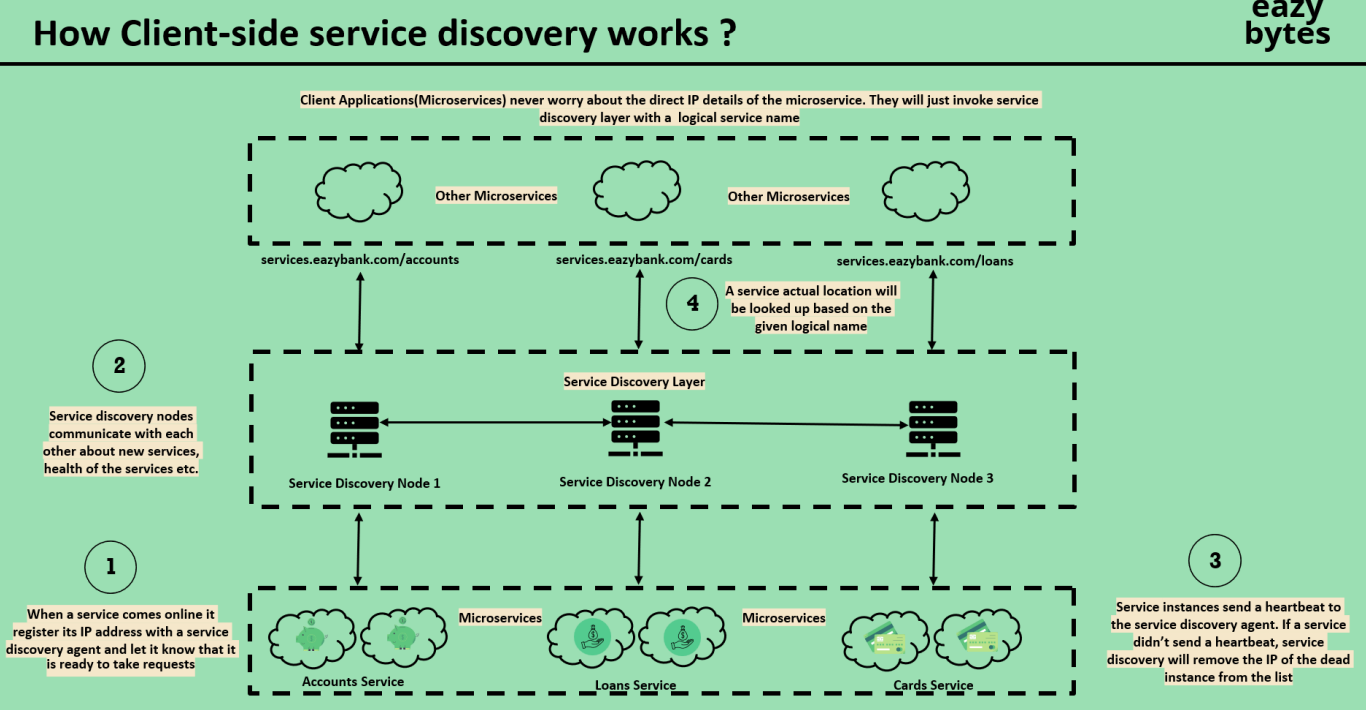 How Client-side service discovery works ?
eazy
bytes
Client Applications(Microservices) never worry about the direct IP details of the microservice. They will just invoke service
discovery layer with a logical service name
Other Microservices
Other Microservices
services.eazybank.com/accounts
services.eazybank.com/cards
services.eazybank.com/loans
4
A service actual location will
be looked up based on the
given logical name
2
Service discovery nodes
communicate with each
other about new services,
health of the services etc.
Service Discovery Layer
Service Discovery Node 1
Service Discovery Node 2
Service Discovery Node 3
1
When a service comes online it
register its IP address with a service
discovery agent and let it know that it
is ready to take requests
Microservices
Microservices
Accounts Service
Loans Service
Cards Service
3
Service instances send a heartbeat to
the service discovery agent. If a service
didn't send a heartbeat, service
discovery will remove the IP of the dead
instance from the list